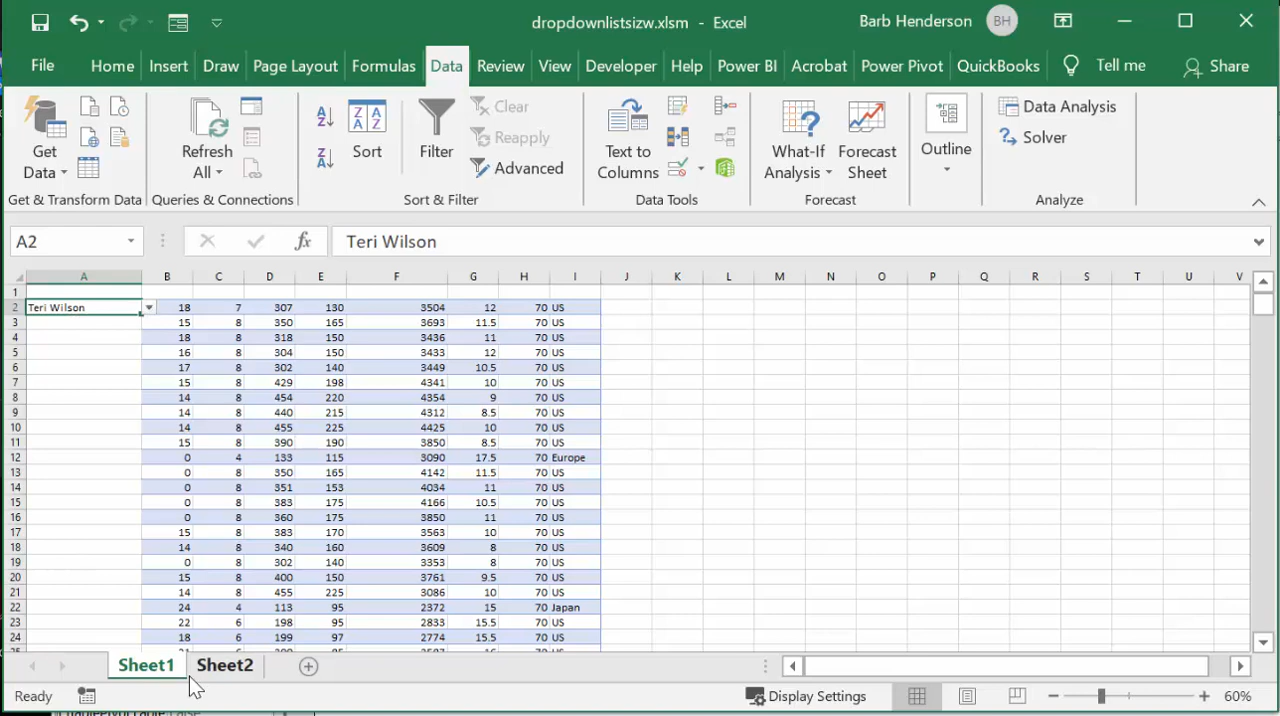 dropdownlistsizw.xlsm - Excel
Barb Henderson
BH
File Home Insert Draw Page Layout Formulas Data Review View Developer Help Power BI Acrobat Power Pivot QuickBooks Tell me Share
Get Data
Refresh All
Sort
Filter
Clear
Reapply
Advanced
Text to Columns
What-If Analysis
Forecast Sheet
Outline
Data Analysis
Solver
Get & Transform Data Queries & Connections Sort & Filter Data Tools Forecast Analyze
A2 fx Teri Wilson
A B C D E F G H I J K L M N O P Q R S T U V
1
2 Teri Wilson 18 7 307 130 3504 12 70 US
3 15 8 350 165 3693 11.5 70 US
4 18 8 318 150 3436 11 70 US
5 16 8 304 150 3433 12 70 US
6 17 8 302 140 3449 10.5 70 US
7 15 8 429 198 4341 10 70 US
8 14 8 454 220 4354 9 70 US
9 14 8 440 215 4312 8.5 70 US
10 14 8 455 225 4425 10 70 US
11 15 8 390 190 3850 8.5 70 US
12 0 4 133 115 3090 17.5 70 Europe
13 0 8 350 165 4142 11.5 70 US
14 0 8 351 153 4034 11 70 US
15 0 8 383 175 4166 10.5 70 US
16 0 8 360 175 3850 11 70 US
17 15 8 383 170 3563 10 70 US
18 14 8 340 160 3609 8 70 US
19 0 8 302 140 3353 8 70 US
20 15 8 400 150 3761 9.5 70 US
21 14 8 455 225 3086 10 70 US
22 24 4 113 95 2372 15 70 Japan
23 22 6 198 95 2833 15.5 70 US
24 18 6 199 97 2774 15.5 70 US
Sheet1 Sheet2
Ready
Display Settings
60%